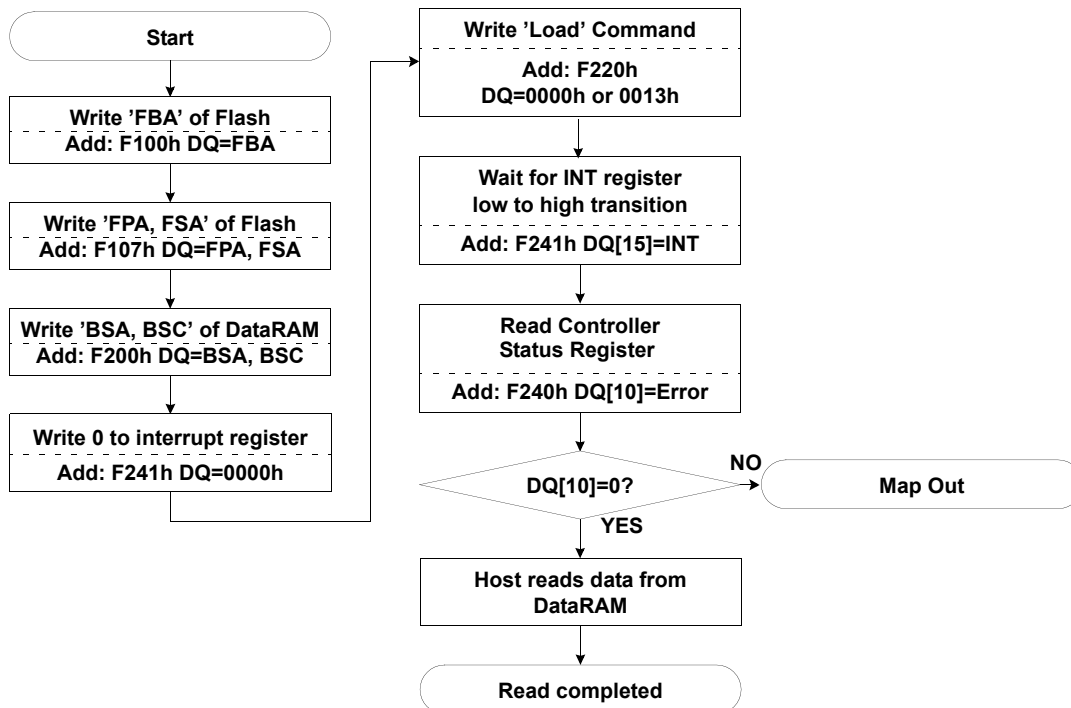 Start
Write ’FBA’ of Flash
Add: F100h DQ=FBA
Write ’FPA, FSA’ of Flash
Add: F107h DQ=FPA, FSA
Write ’BSA, BSC’ of DataRAM
Add: F200h DQ=BSA, BSC
Write 0 to interrupt register
Add: F241h DQ=0000h
Write ’Load’ Command
Add: F220h
DQ=0000h or 0013h
Wait for INT register
low to high transition
Add: F241h DQ[15]=INT
Read Controller
Status Register
Add: F240h DQ[10]=Error
DQ[10]=0?
NO
Map Out
YES
Host reads data from
DataRAM
Read completed